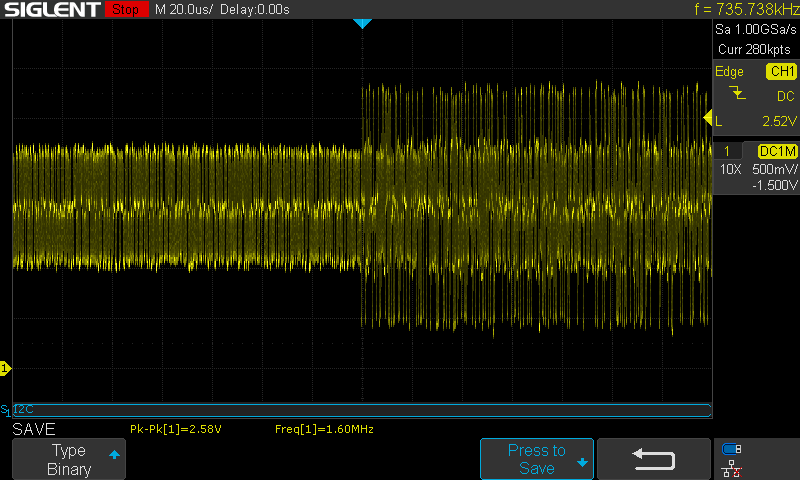 SIGLENT Stop M 20.0us/ Delay:0.00s f = 735.738kHz
Sa 1.00GSa/s
Curr 280kpts
Edge CH1
DC
L 2.52V
1 DC1M
10X 500mV/
-1.500V
1
S1 I2C
SAVE Pk-Pk[1]=2.58V Freq[1]=1.60MHz
Type
Binary
Press to
Save